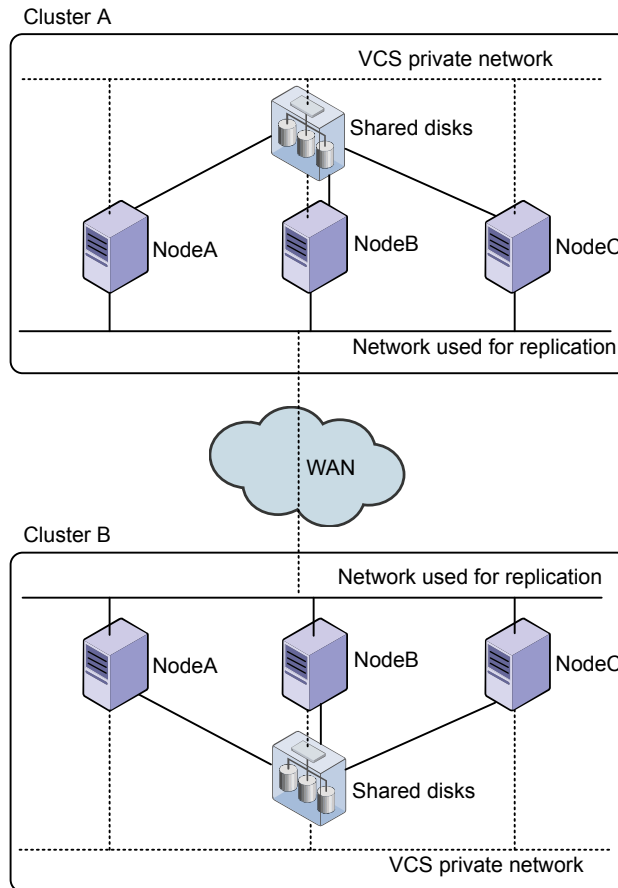 Cluster A
VCS private network
Shared disks
NodeA
NodeB
NodeC
Network used for replication
WAN
Cluster B
Network used for replication
NodeA
NodeB
NodeC
Shared disks
VCS private network